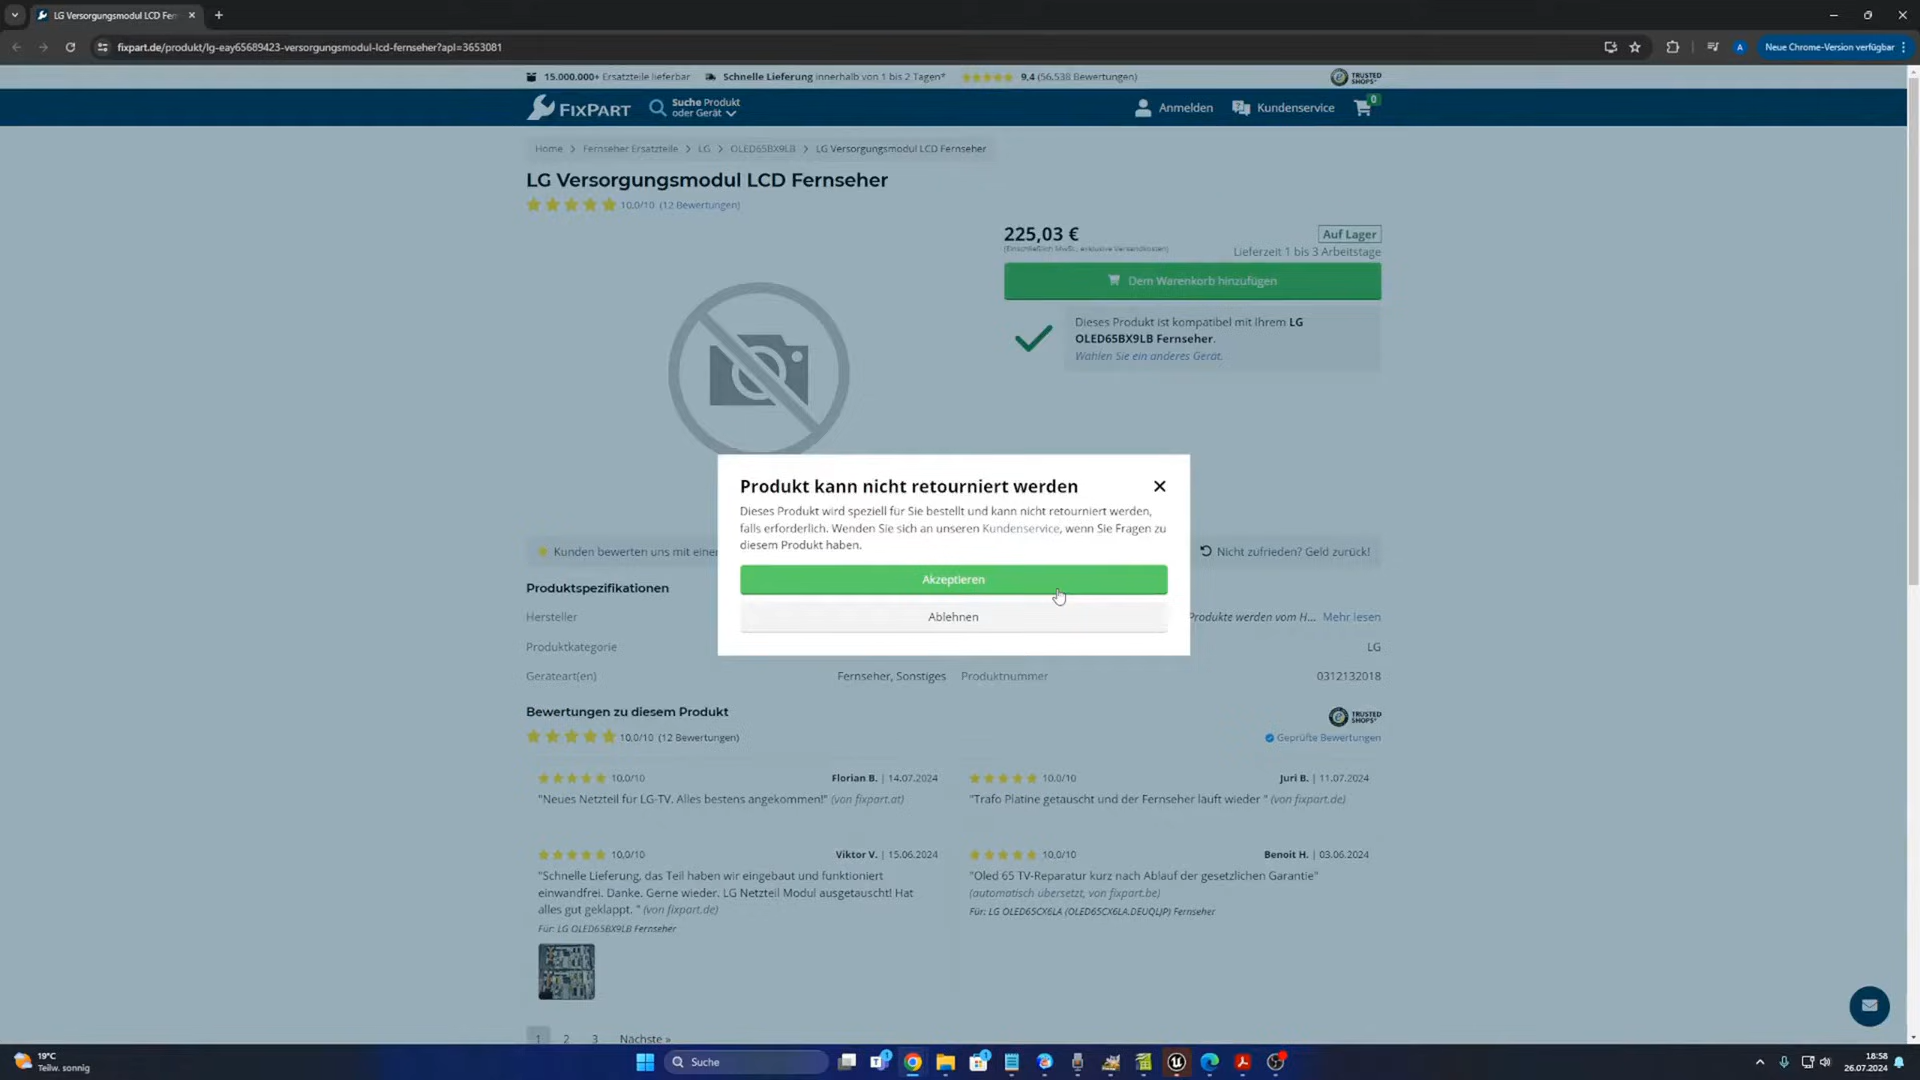 LG Versorgungsmodul LCD Fer
Neue Chrome-Version verfügbar
fixpart.de/produkt/lg-eay65689423-versorgungsmodul-lcd-fernseher?apl=3653081
A
15.000.000+ Ersatzteile lieferbar
Schnelle Lieferung innerhalb von 1 bis 2 Tagen*
9,4 (56,538 Bewertungen)
TRUSTED SHOPS
FIXPART
Suche Produkt
oder Gerät
Anmelden
Kundenservice
0
Home > Fernseher Ersatzteile > LG > OLED65BX9LB > LG Versorgungsmodul LCD Fernseher
LG Versorgungsmodul LCD Fernseher
10,0/10 (12 Bewertungen)
225,03 €
Auf Lager
(Einschließlich MwSt., exklusive Versandkosten)
Lieferzeit 1 bis 3 Arbeitstage
Dem Warenkorb hinzufügen
Dieses Produkt ist kompatibel mit Ihrem LG
OLED65BX9LB Fernseher.
Wählen Sie ein anderes Gerät.
Produkt kann nicht retourniert werden
Dieses Produkt wird speziell für Sie bestellt und kann nicht retourniert werden,
falls erforderlich. Wenden Sie sich an unseren Kundenservice, wenn Sie Fragen zu
diesem Produkt haben.
Akzeptieren
Ablehnen
Kunden bewerten uns mit einer
Nicht zufrieden? Geld zurück!
Produktspezifikationen
Hersteller
Produkte werden vom H... Mehr lesen
Produktkategorie
LG
Geräteart(en)
Fernseher, Sonstiges
Produktnummer
0312132018
Bewertungen zu diesem Produkt
TRUSTED SHOPS
10,0/10 (12 Bewertungen)
Geprüfte Bewertungen
10,0/10 Florian B. | 14.07.2024
"Neues Netzteil für LG-TV. Alles bestens angekommen!" (von fixpart.at)
10,0/10 Juri B. | 11.07.2024
"Trafo Platine getauscht und der Fernseher läuft wieder " (von fixpart.de)
10,0/10 Viktor V. | 15.06.2024
"Schnelle Lieferung, das Teil haben wir eingebaut und funktioniert
einwandfrei. Danke. Gerne wieder. LG Netzteil Modul ausgetauscht! Hat
alles gut geklappt. " (von fixpart.de)
Für: LG OLED65BX9LB Fernseher
10,0/10 Benoit H. | 03.06.2024
"Oled 65 TV-Reparatur kurz nach Ablauf der gesetzlichen Garantie"
(automatisch übersetzt, von fixpart.be)
Für: LG OLED65CX6LA (OLED65CX6LA.DEUQLJP) Fernseher
1 2 3 Nächste »
19°C
Teilw. sonnig
Suche
18:58
26.07.2024